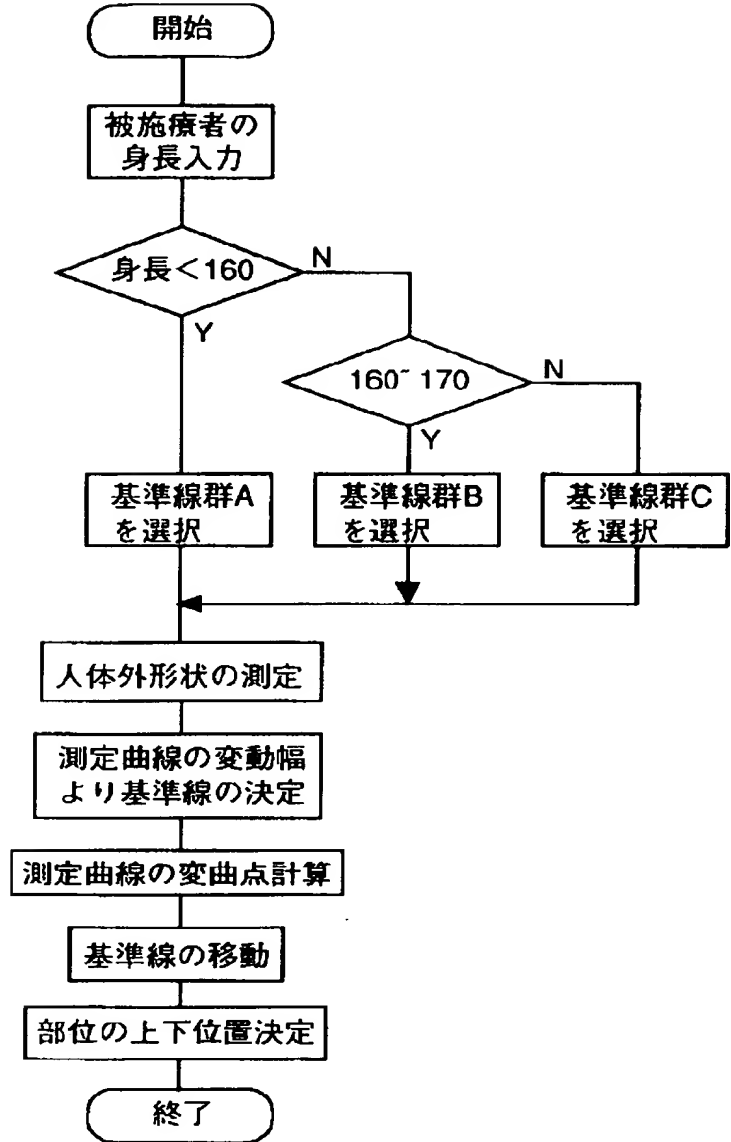 開始
被施療者の
身長入力
身長<160
N
Y
160~170
N
Y
基準線群A
を選択
基準線群B
を選択
基準線群C
を選択
人体外形状の測定
測定曲線の変動幅
より基準線の決定
測定曲線の変曲点計算
基準線の移動
部位の上下位置決定
終了